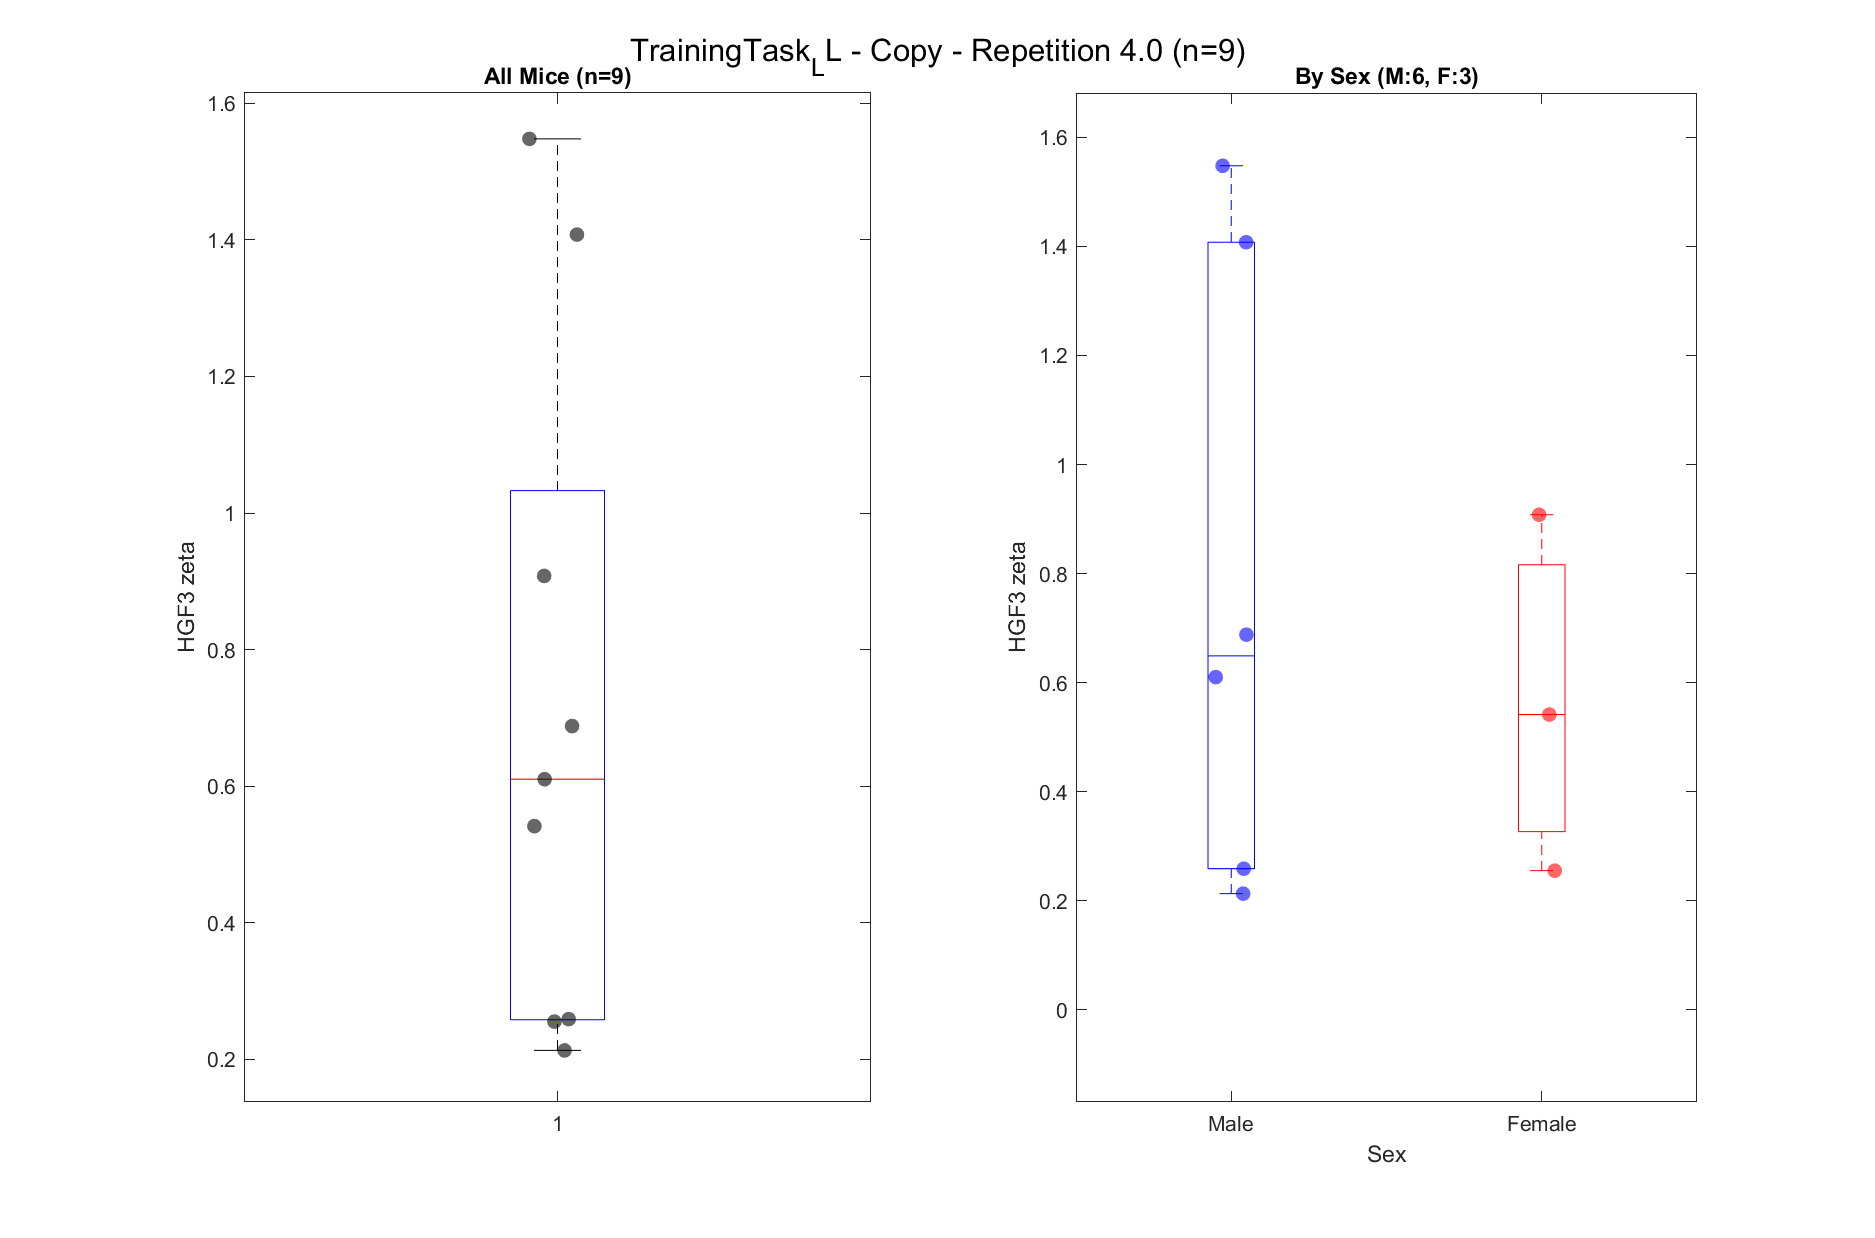 TrainingTask_L L - Copy - Repetition 4.0 (n=9)
All Mice (n=9)
1.6
1.4
1.2
1
0.8
0.6
0.4
0.2
HGF3 zeta
1
By Sex (M:6, F:3)
1.6
1.4
1.2
1
0.8
0.6
0.4
0.2
0
HGF3 zeta
Male Female
Sex